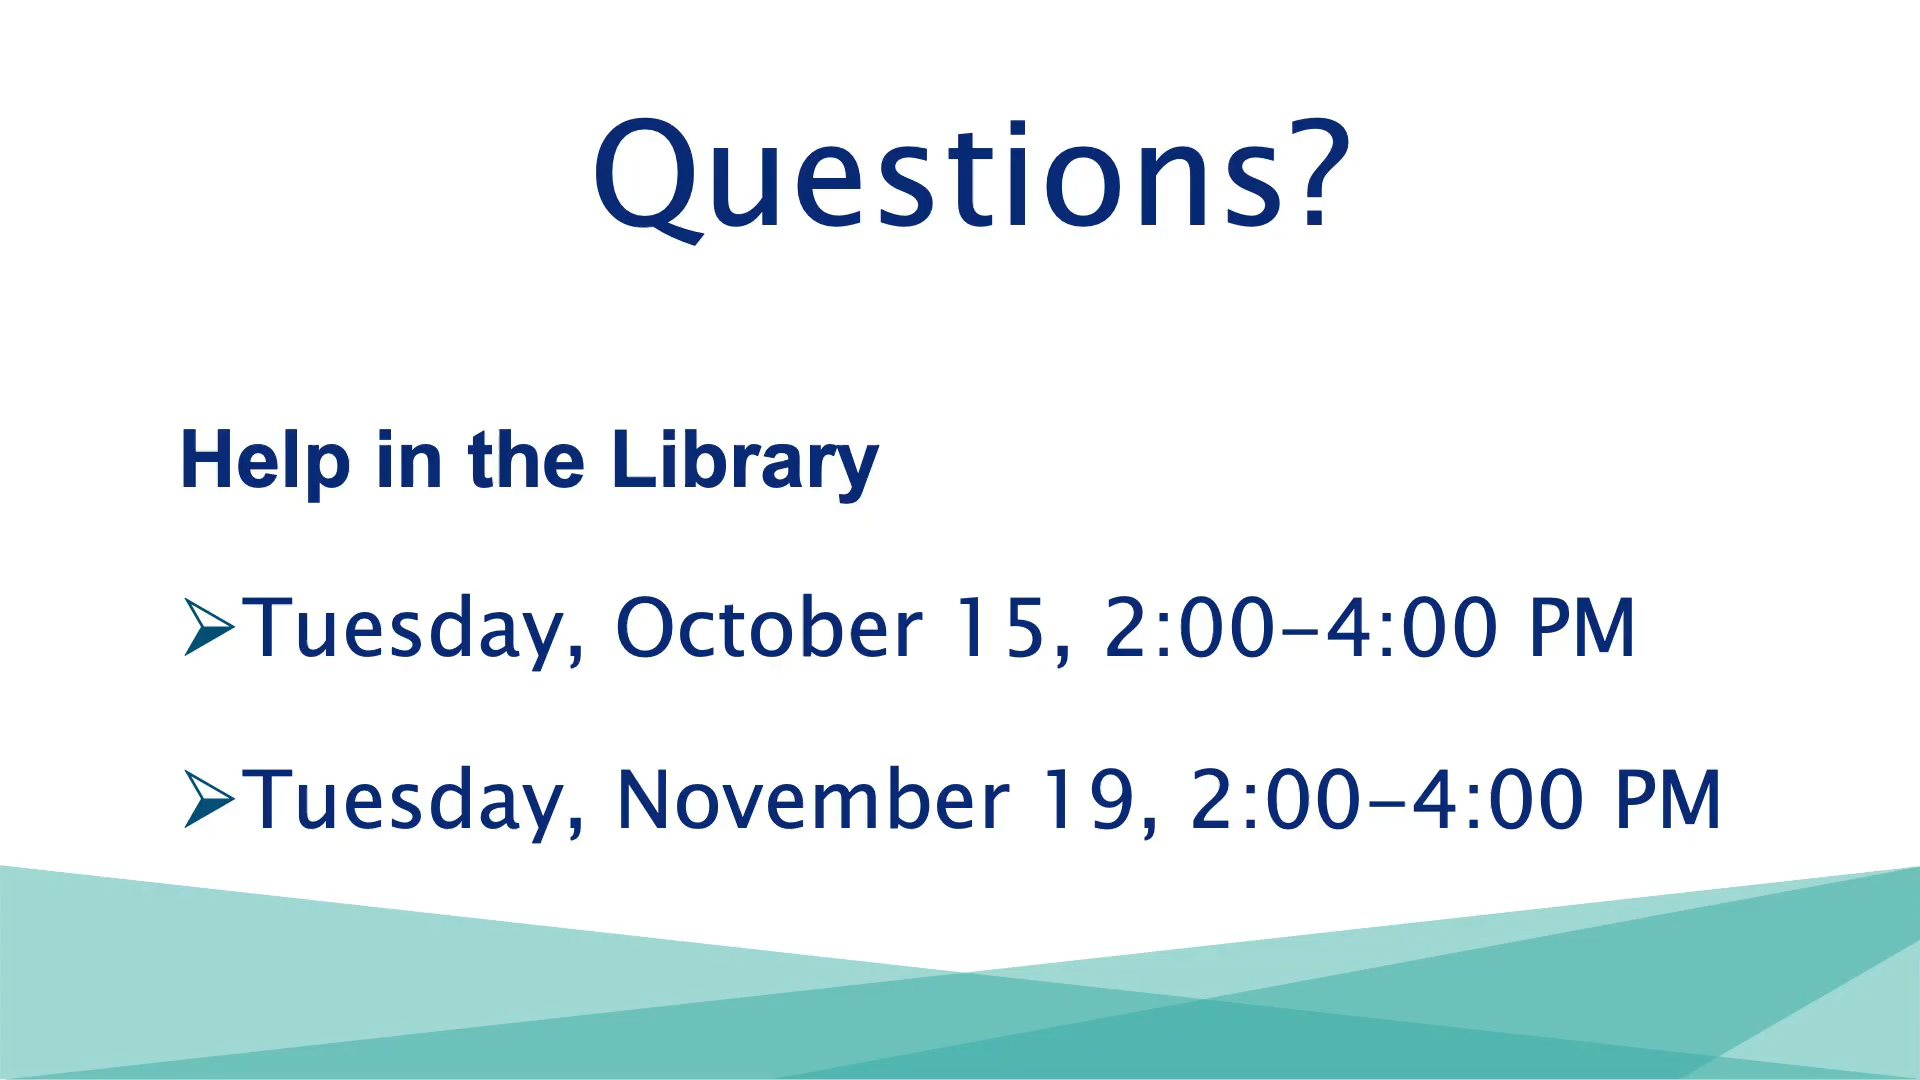 Questions?
Help in the Library
➢Tuesday, October 15, 2:00-4:00 PM
➢Tuesday, November 19, 2:00-4:00 PM